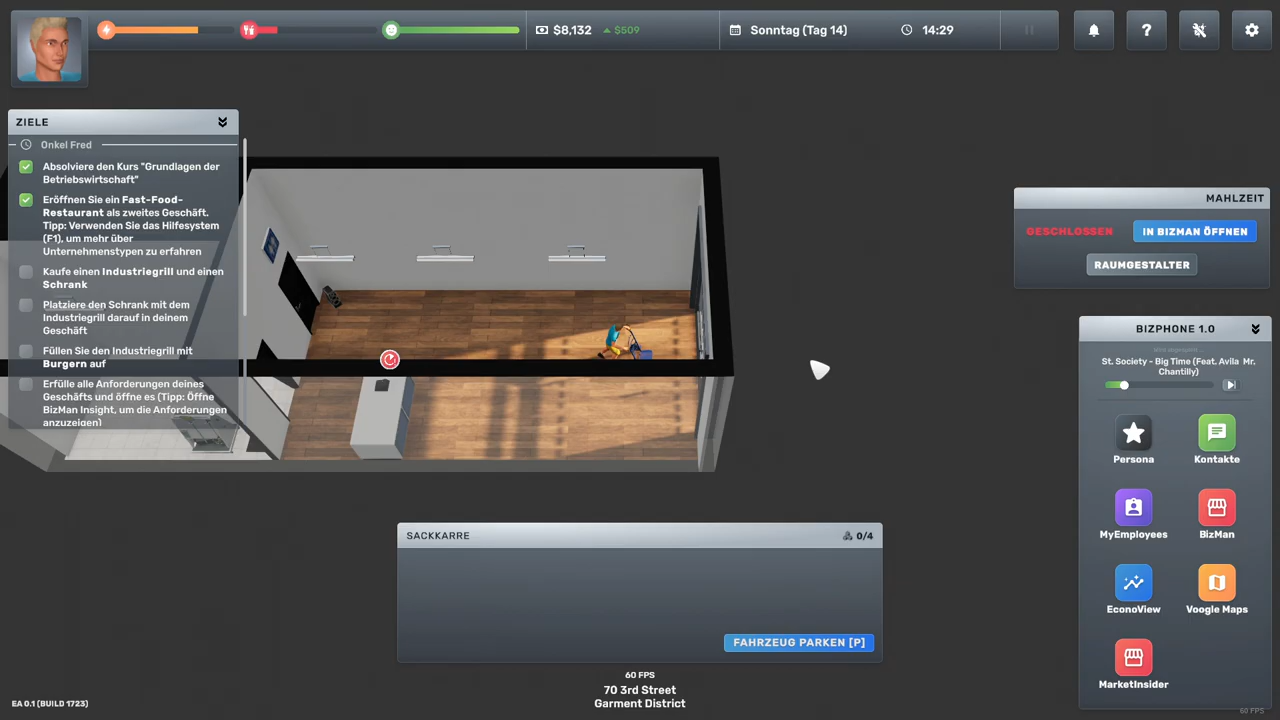 $8,132 $509
Sonntag (Tag 14)
14:29
ZIELE
Onkel Fred
Absolviere den Kurs "Grundlagen der
Betriebswirtschaft"
Eröffnen Sie ein Fast-Food-
Restaurant als zweites Geschäft.
Tipp: Verwenden Sie das Hilfesystem
(F1), um mehr über
Unternehmenstypen zu erfahren
Kaufe einen Industriegrill und einen
Schrank
Platziere den Schrank mit dem
Industriegrill darauf in deinem
Geschäft
Füllen Sie den Industriegrill mit
Burgern auf
Erfülle alle Anforderungen deines
Geschäfts und öffne es (Tipp: Öffne
BizMan Insight, um die Anforderungen
anzuzeigen)
MAHLZEIT
GESCHLOSSEN
IN BIZMAN ÖFFNEN
RAUMGESTALTER
BIZPHONE 1.0
St. Society - Big Time (Feat. Avila Mr.
Chantilly)
Persona
Kontakte
MyEmployees
BizMan
EconoView
Voogle Maps
MarketInsider
SACKKARRE
0/4
FAHRZEUG PARKEN [P]
60 FPS
70 3rd Street
Garment District
EA 0.1 (BUILD 1723)
60 FPS